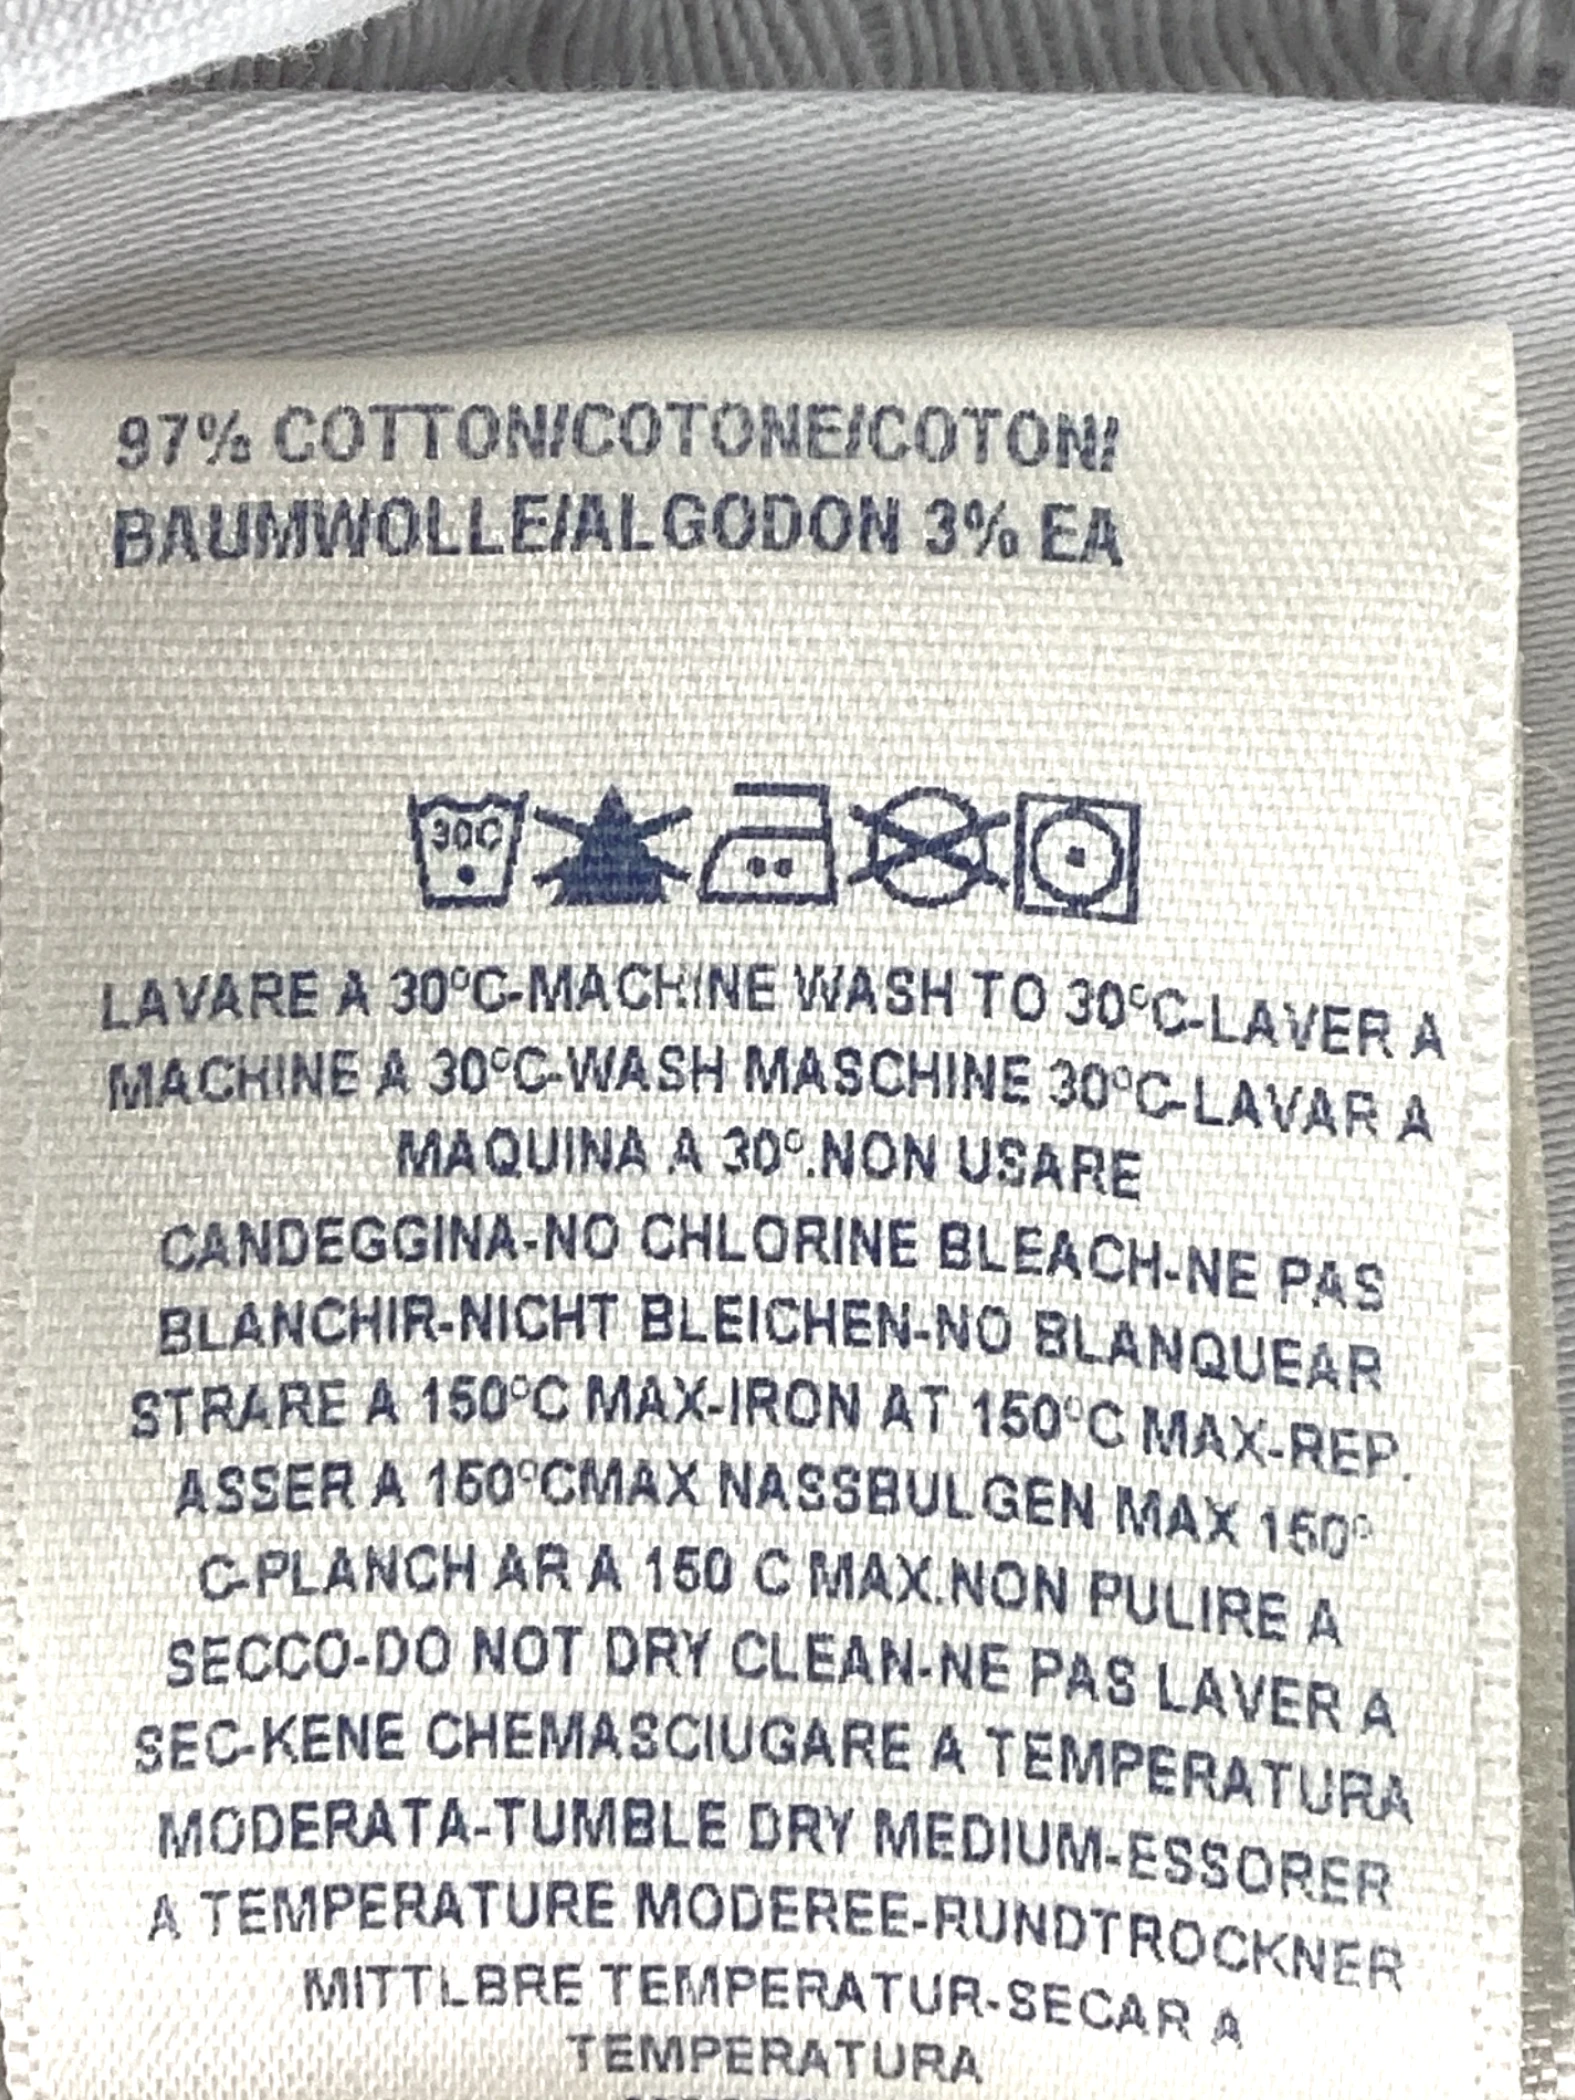 97% COTTON/COTONE/COTON/
BAUMWOLLE/ALGODON 3% EA
30C
LAVARE A 30°C-MACHINE WASH TO 30°C-LAVER A
MACHINE A 30°C-WASH MASCHINE 30°C-LAVAR A
MAQUINA A 30°.NON USARE
CANDEGGINA-NO CHLORINE BLEACH-NE PAS
BLANCHIR-NICHT BLEICHEN-NO BLANQUEAR
STRARE A 150°C MAX-IRON AT 150°C MAX-REP.
ASSER A 150°CMAX NASSBULGEN MAX 150°
C-PLANCH AR A 150 C MAX.NON PULIRE A
SECCO-DO NOT DRY CLEAN-NE PAS LAVER A
SEC-KENE CHEMASCIUGARE A TEMPERATURA
MODERATA-TUMBLE DRY MEDIUM-ESSORER
A TEMPERATURE MODEREE-RUNDTROCKNER
MITTLBRE TEMPERATUR-SECAR A
TEMPERATURA